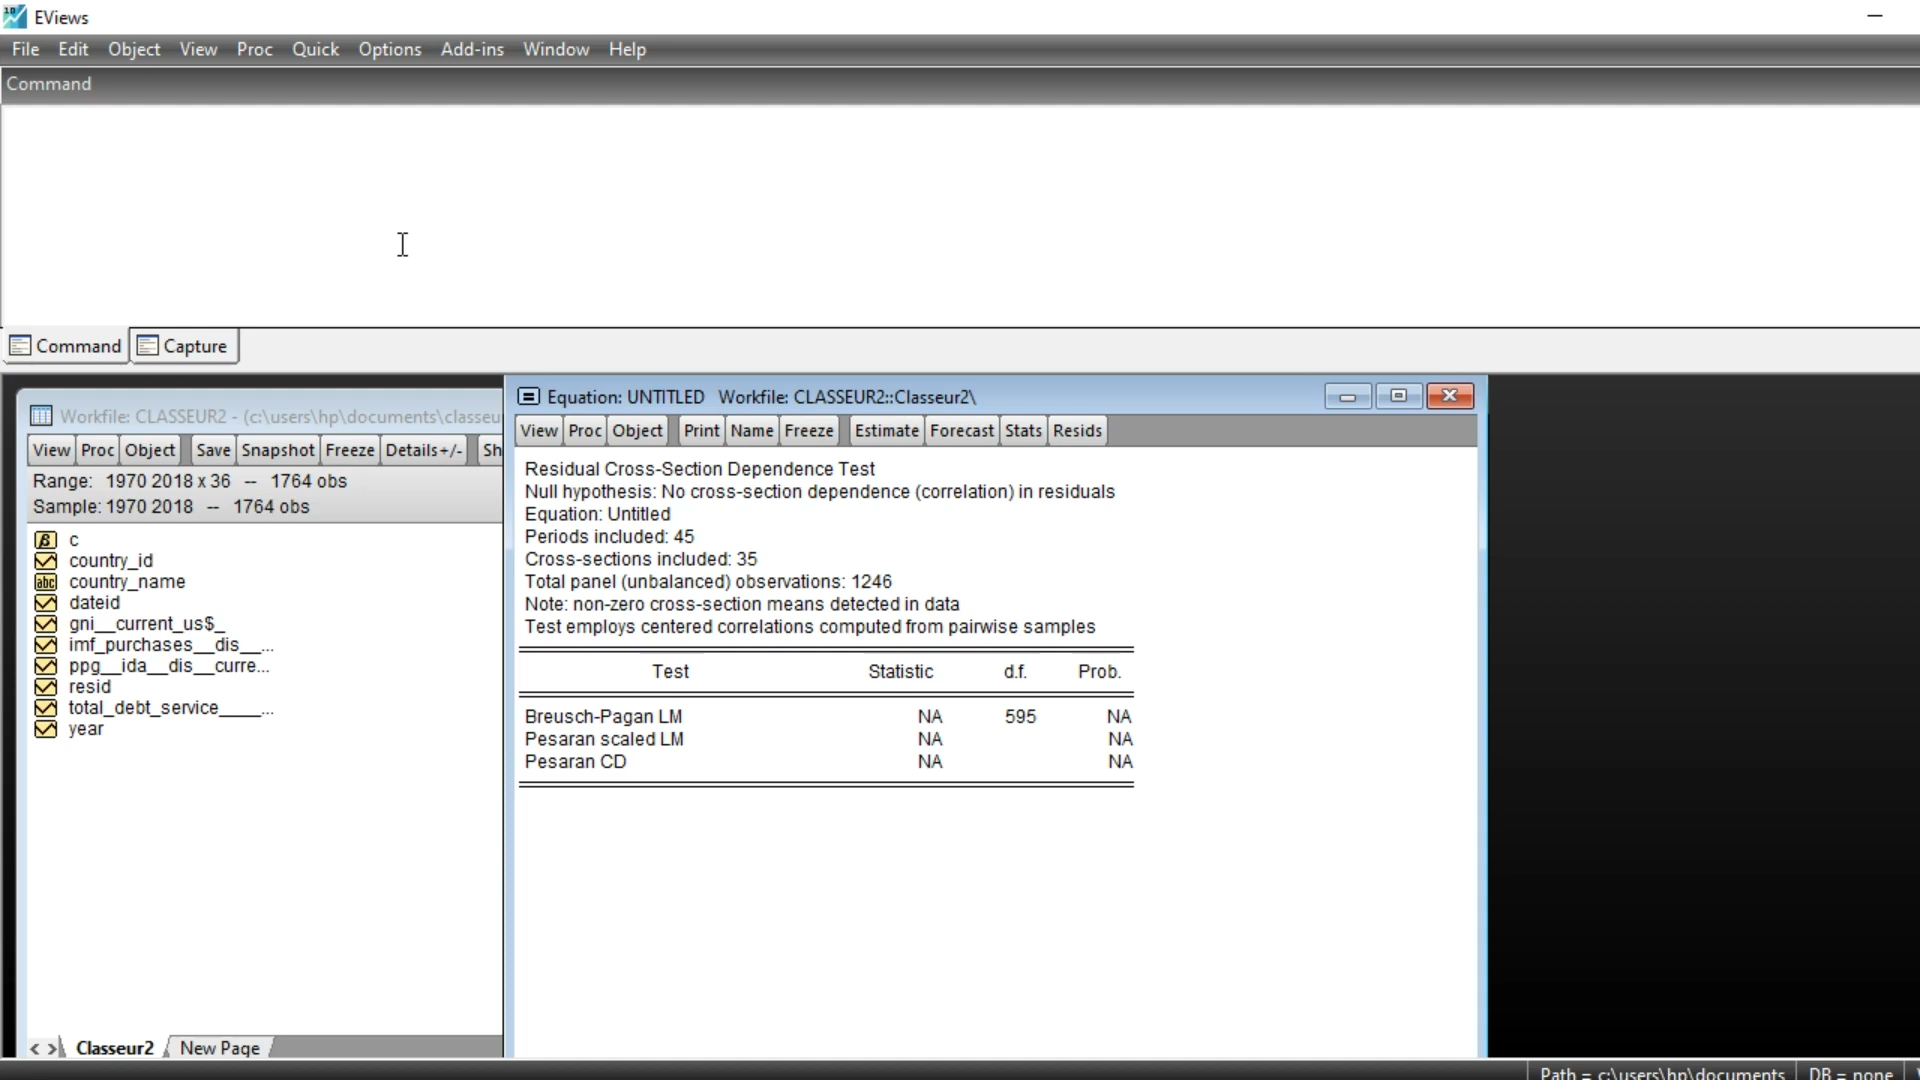 EViews
File Edit Object View Proc Quick Options Add-ins Window Help
Command
Command Capture
Workfile: CLASSEUR2 - (c:\users\hp\documents\classeu
View Proc Object Save Snapshot Freeze Details+/- Sh
Range: 1970 2018 x 36 -- 1764 obs
Sample: 1970 2018 -- 1764 obs
β c
country_id
abc country_name
dateid
gni__current_us$_
imf_purchases__dis__...
ppg__ida__dis__curre...
resid
total_debt_service____...
year
Classeur2 New Page
Equation: UNTITLED Workfile: CLASSEUR2::Classeur2\
View Proc Object Print Name Freeze Estimate Forecast Stats Resids
Residual Cross-Section Dependence Test
Null hypothesis: No cross-section dependence (correlation) in residuals
Equation: Untitled
Periods included: 45
Cross-sections included: 35
Total panel (unbalanced) observations: 1246
Note: non-zero cross-section means detected in data
Test employs centered correlations computed from pairwise samples
Test Statistic d.f. Prob.
Breusch-Pagan LM NA 595 NA
Pesaran scaled LM NA NA
Pesaran CD NA NA
Path = c:\users\hp\documents DB = none